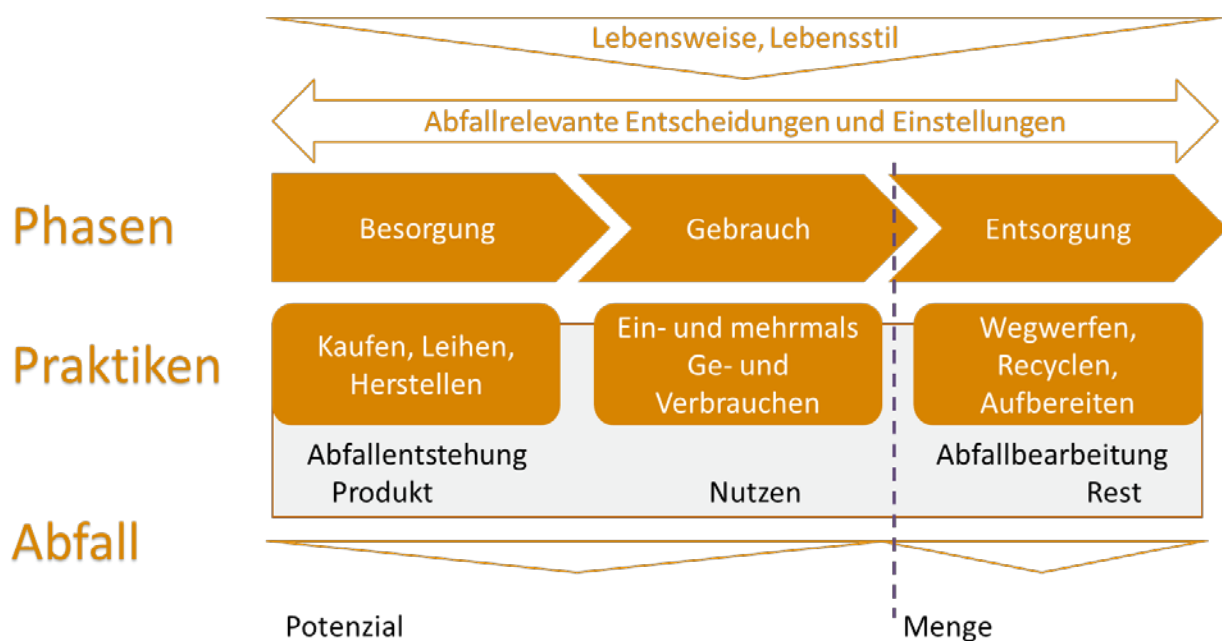 Lebensweise, Lebensstil
Abfallrelevante Entscheidungen und Einstellungen
Phasen
Besorgung
Gebrauch
Entsorgung
Praktiken
Kaufen, Leihen,
Herstellen
Ein- und mehrmals
Ge- und
Verbrauchen
Wegwerfen,
Recyclen,
Aufbereiten
Abfallentstehung
Abfallbearbeitung
Produkt
Nutzen
Rest
Abfall
Potenzial
Menge